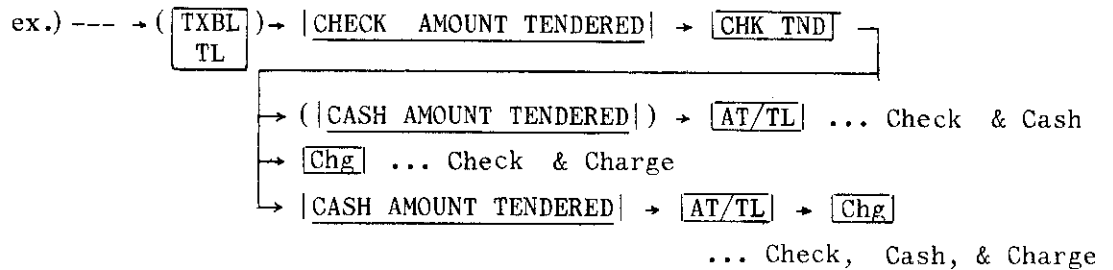 ex.) --- → ( TXBL TL ) → |CHECK AMOUNT TENDERED| → CHK TND
→ (|CASH AMOUNT TENDERED|) → AT/TL ... Check & Cash
→ Chg ... Check & Charge
→ |CASH AMOUNT TENDERED| → AT/TL → Chg
... Check, Cash, & Charge